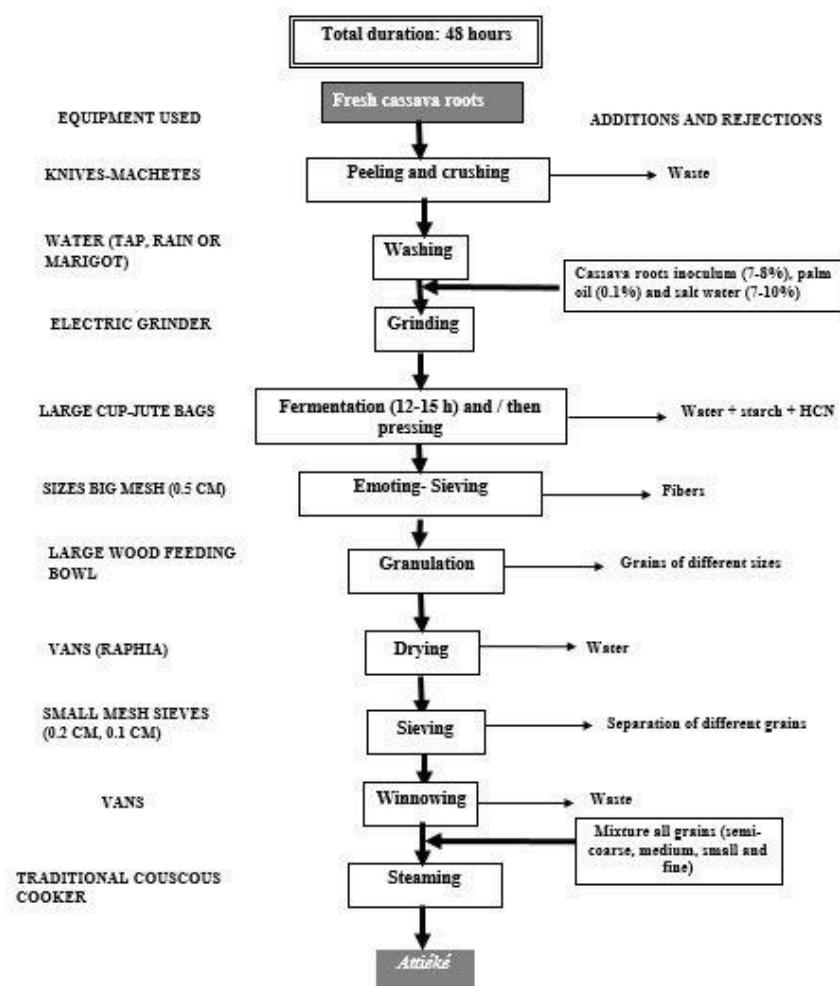 Total duration: 48 hours
Fresh cassava roots
EQUIPMENT USED
ADDITIONS AND REJECTIONS
KNIVES-MACHETES
Peeling and crushing
Waste
WATER (TAP, RAIN OR
MARIGOT)
Washing
Cassava roots inoculum (7-8%), palm
oil (0.1%) and salt water (7-10%)
ELECTRIC GRINDER
Grinding
LARGE CUP-JUTE BAGS
Fermentation (12-15 h) and / then
pressing
Water + starch + HCN
SIZES BIG MESH (0.5 CM)
Emoting- Sieving
Fibers
LARGE WOOD FEEDING
BOWL
Granulation
Grains of different sizes
VANS (RAPHIA)
Drying
Water
SMALL MESH SIEVES
(0.2 CM, 0.1 CM)
Sieving
Separation of different grains
VANS
Winnowing
Waste
Mixture all grains (semi-
coarse, medium, small and
fine)
TRADITIONAL COUSCOUS
COOKER
Steaming
Attiéké